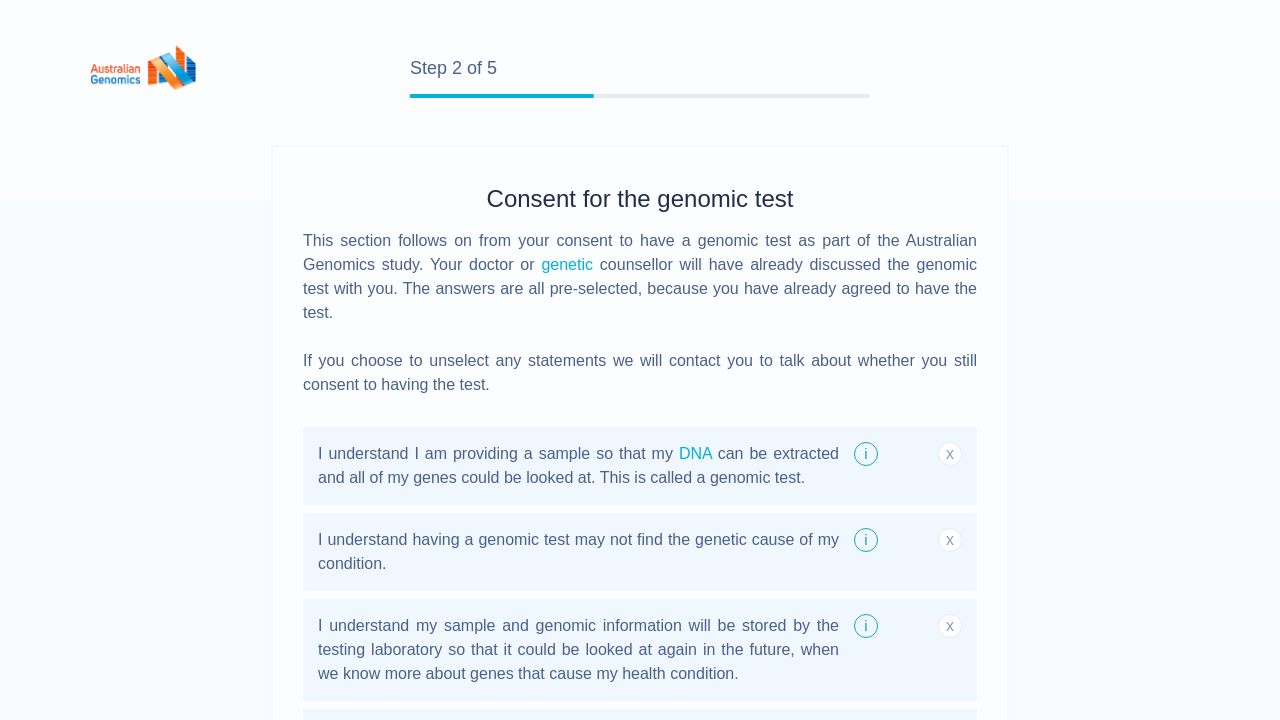 Australian
Genomics
Step 2 of 5
Consent for the genomic test
This section follows on from your consent to have a genomic test as part of the Australian
Genomics study. Your doctor or genetic counsellor will have already discussed the genomic
test with you. The answers are all pre-selected, because you have already agreed to have the
test.
If you choose to unselect any statements we will contact you to talk about whether you still
consent to having the test.
I understand I am providing a sample so that my DNA can be extracted i x
and all of my genes could be looked at. This is called a genomic test.
I understand having a genomic test may not find the genetic cause of my i x
condition.
I understand my sample and genomic information will be stored by the i x
testing laboratory so that it could be looked at again in the future, when
we know more about genes that cause my health condition.